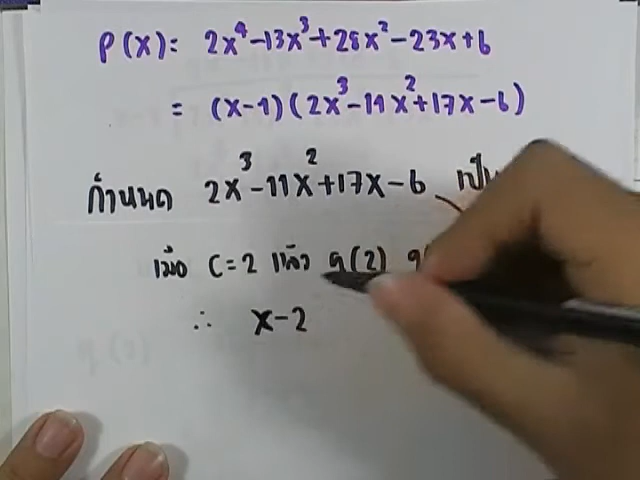 P(x) = 2x⁴-13x³+28x²-23x+6
= (x-1)(2x³-11x²+17x-6)
กำหนด 2x³-11x²+17x-6 เป็น
เมื่อ C=2 แล้ว q(2)
∴ x-2